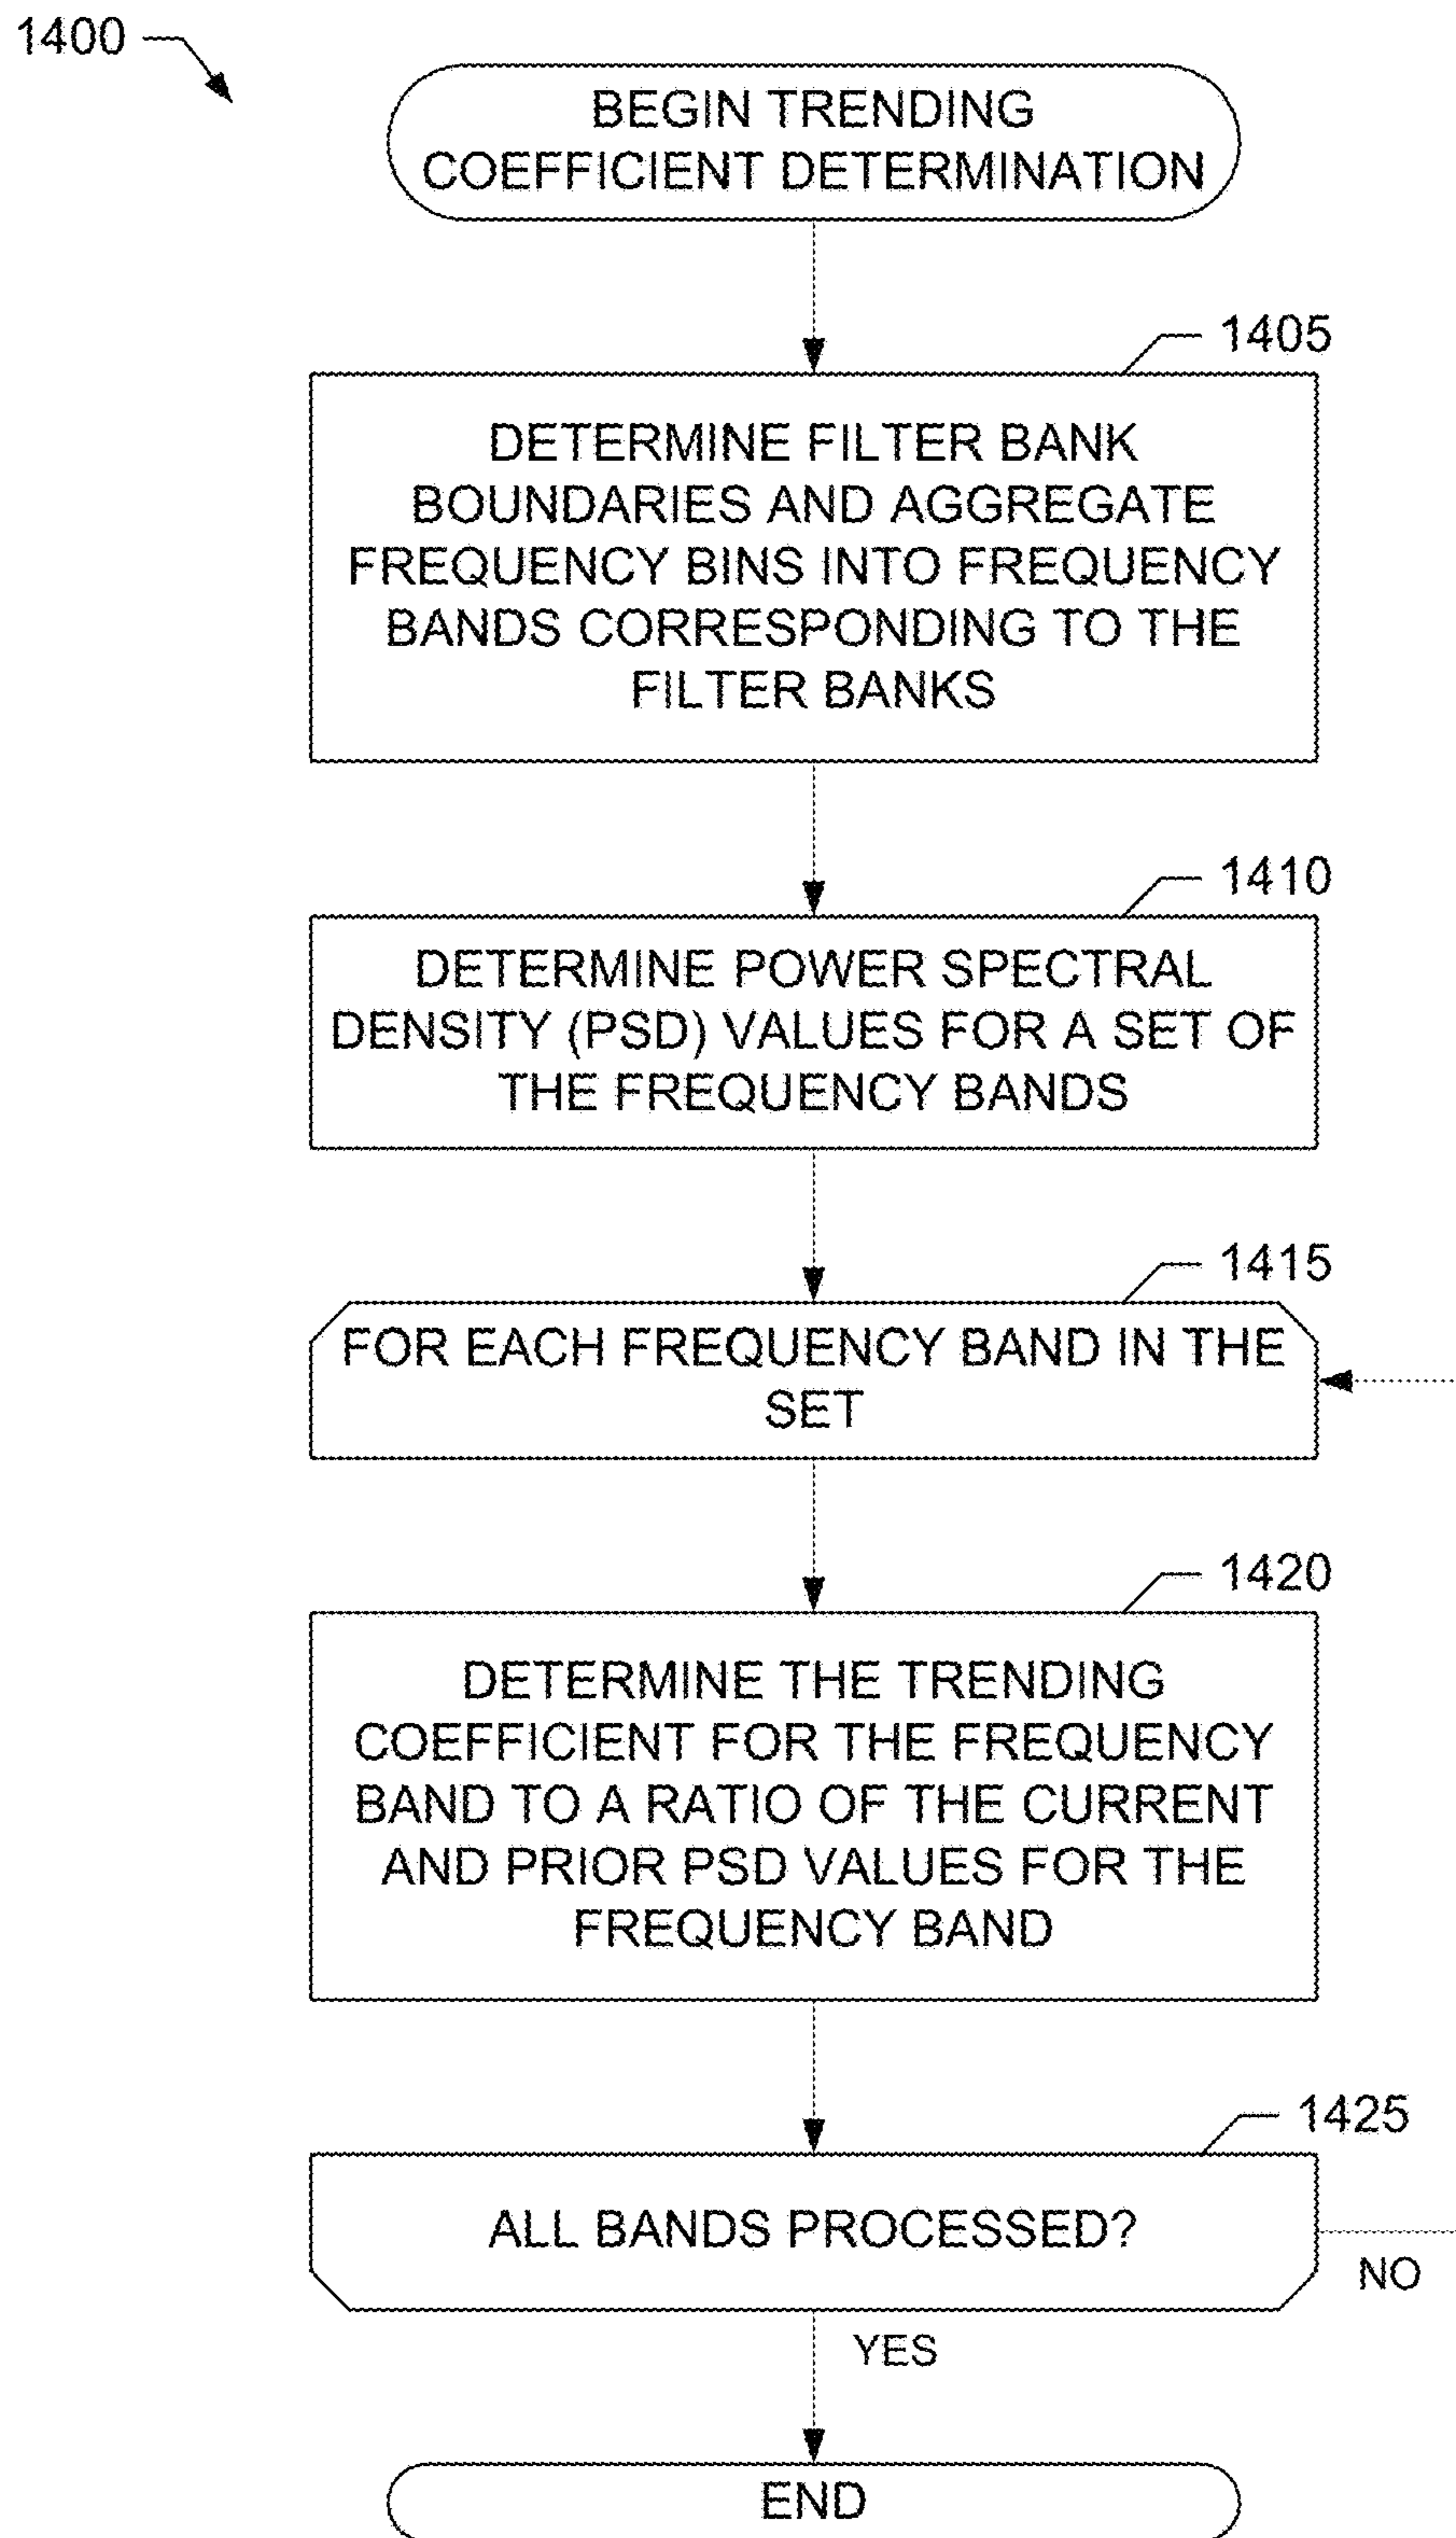 1400
BEGIN TRENDING
COEFFICIENT DETERMINATION
1405
DETERMINE FILTER BANK
BOUNDARIES AND AGGREGATE
FREQUENCY BINS INTO FREQUENCY
BANDS CORRESPONDING TO THE
FILTER BANKS
1410
DETERMINE POWER SPECTRAL
DENSITY (PSD) VALUES FOR A SET OF
THE FREQUENCY BANDS
1415
FOR EACH FREQUENCY BAND IN THE
SET
1420
DETERMINE THE TRENDING
COEFFICIENT FOR THE FREQUENCY
BAND TO A RATIO OF THE CURRENT
AND PRIOR PSD VALUES FOR THE
FREQUENCY BAND
1425
ALL BANDS PROCESSED?
NO
YES
END